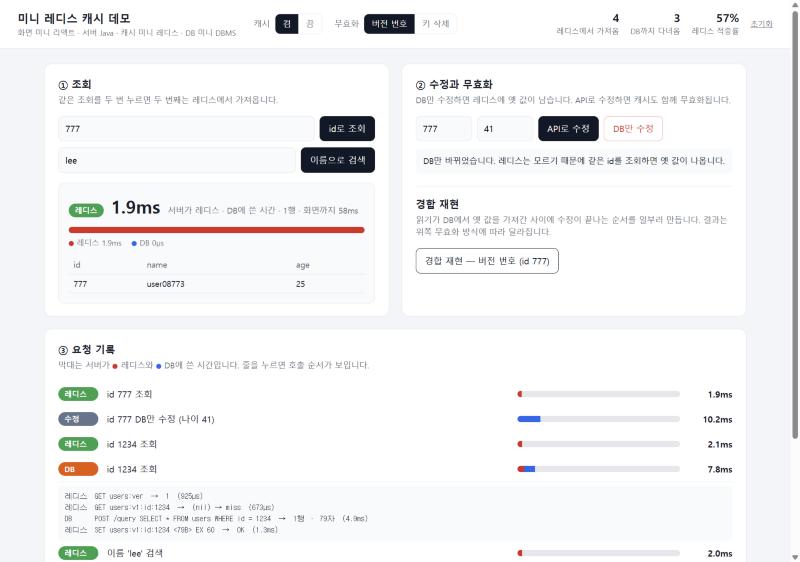 미니 레디스 캐시 데모
화면 미니 리액트 · 서버 Java · 캐시 미니 레디스 · DB 미니 DBMS
캐시 켬 끔 무효화 버전 번호 키 삭제
4 레디스에서 가져옴
3 DB까지 다녀옴
57% 레디스 적중률
초기화
① 조회
같은 조회를 두 번 누르면 두 번째는 레디스에서 가져옵니다.
777 id로 조회
lee 이름으로 검색
레디스 1.9ms 서버가 레디스 · DB에 쓴 시간 · 1행 · 화면까지 58ms
레디스 1.9ms DB 0μs
id name age
777 user08773 25
② 수정과 무효화
DB만 수정하면 레디스에 옛 값이 남습니다. API로 수정하면 캐시도 함께 무효화됩니다.
777 41 API로 수정 DB만 수정
DB만 바뀌었습니다. 레디스는 모르기 때문에 같은 id를 조회하면 옛 값이 나옵니다.
경합 재현
읽기가 DB에서 옛 값을 가져간 사이에 수정이 끝나는 순서를 일부러 만듭니다. 결과는
위쪽 무효화 방식에 따라 달라집니다.
경합 재현 — 버전 번호 (id 777)
③ 요청 기록
막대는 서버가 레디스와 DB에 쓴 시간입니다. 줄을 누르면 호출 순서가 보입니다.
레디스 id 777 조회 1.9ms
수정 id 777 DB만 수정 (나이 41) 10.2ms
레디스 id 1234 조회 2.1ms
DB id 1234 조회 7.8ms
레디스 GET users:ver → 1 (925μs)
레디스 GET users:v1:id:1234 → (nil) → miss (673μs)
DB POST /query SELECT * FROM users WHERE id = 1234 → 1행 · 79자 (4.9ms)
레디스 SET users:v1:id:1234 <79B> EX 60 → OK (1.3ms)
레디스 이름 'lee' 검색 2.0ms